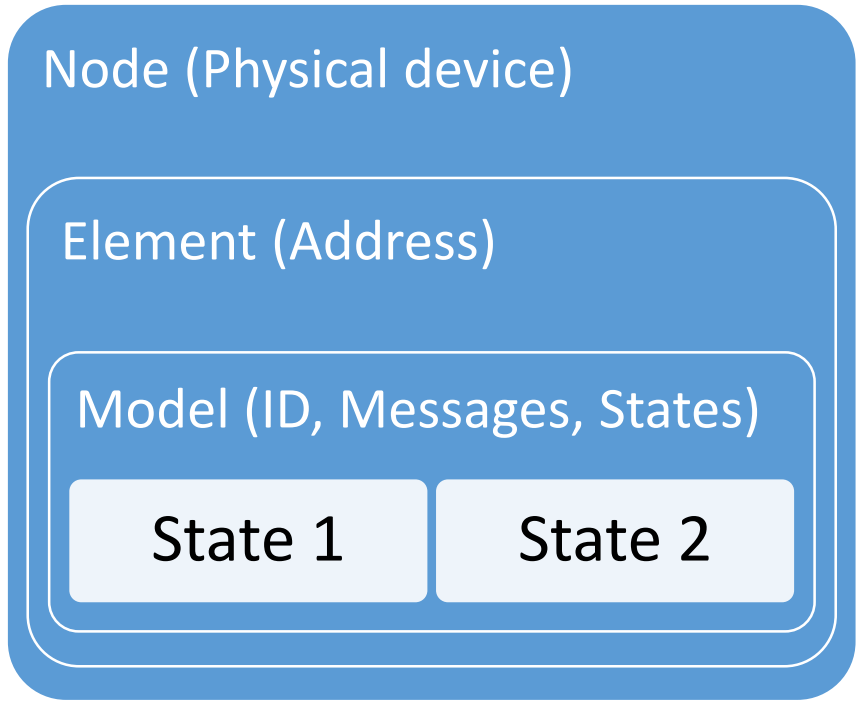 Node (Physical device)
Element (Address)
Model (ID, Messages, States)
State 1
State 2